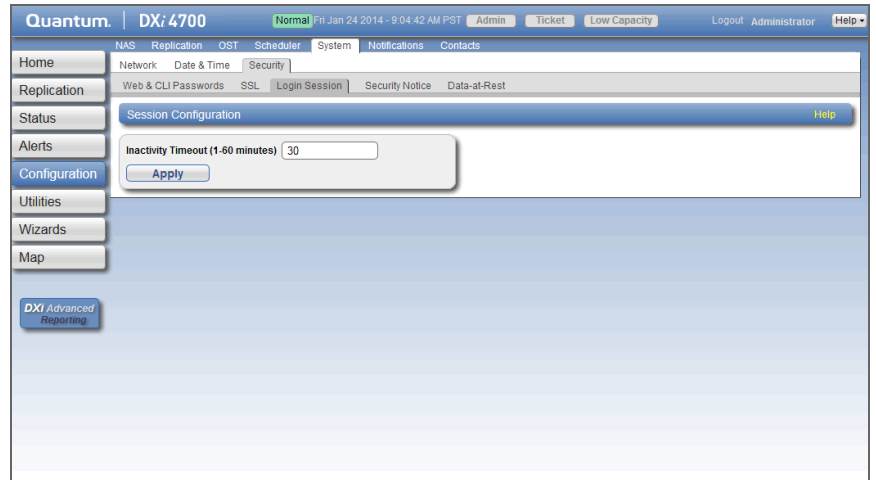 Quantum. DXi 4700 Normal Fri Jan 24 2014 - 9:04:42 AM PST Admin Ticket Low Capacity Logout Administrator Help
NAS Replication OST Scheduler System Notifications Contacts
Home
Network Date & Time Security
Replication
Web & CLI Passwords SSL Login Session Security Notice Data-at-Rest
Status
Session Configuration Help
Alerts
Inactivity Timeout (1-60 minutes) 30
Configuration
Apply
Utilities
Wizards
Map
DXi Advanced
Reporting